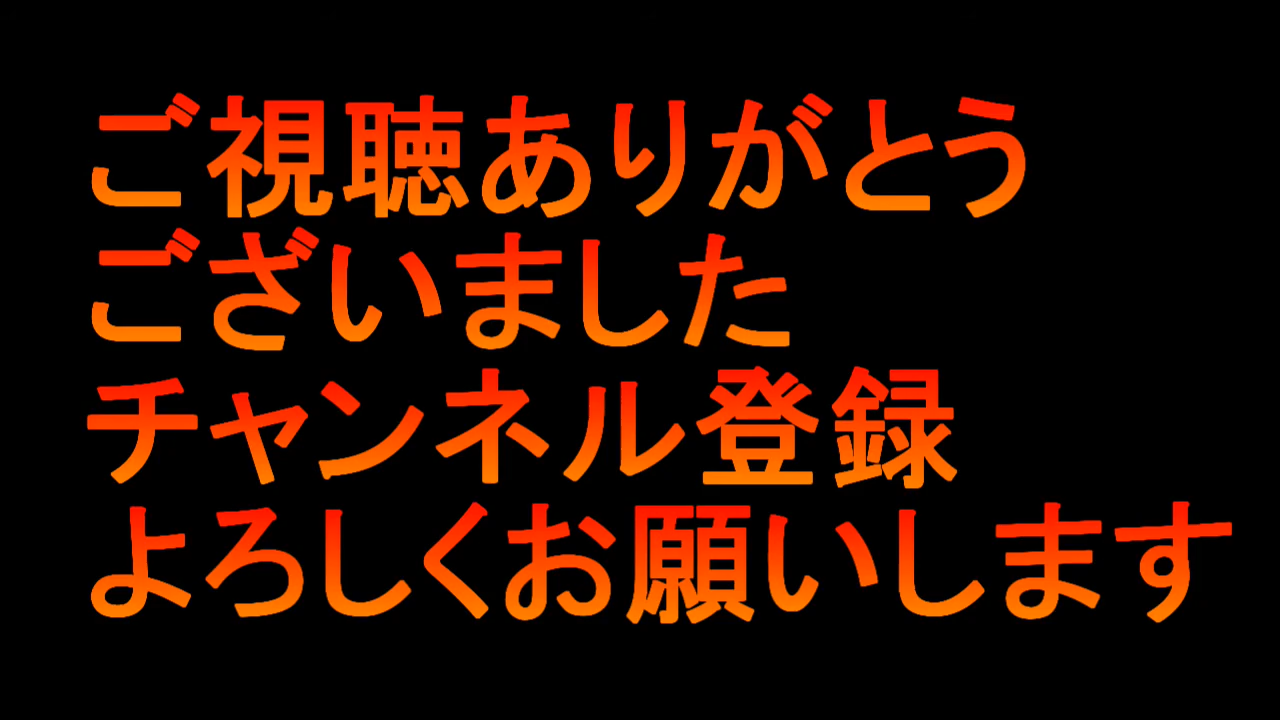 ご視聴ありがとう
ございました
チャンネル登録
よろしくお願いします